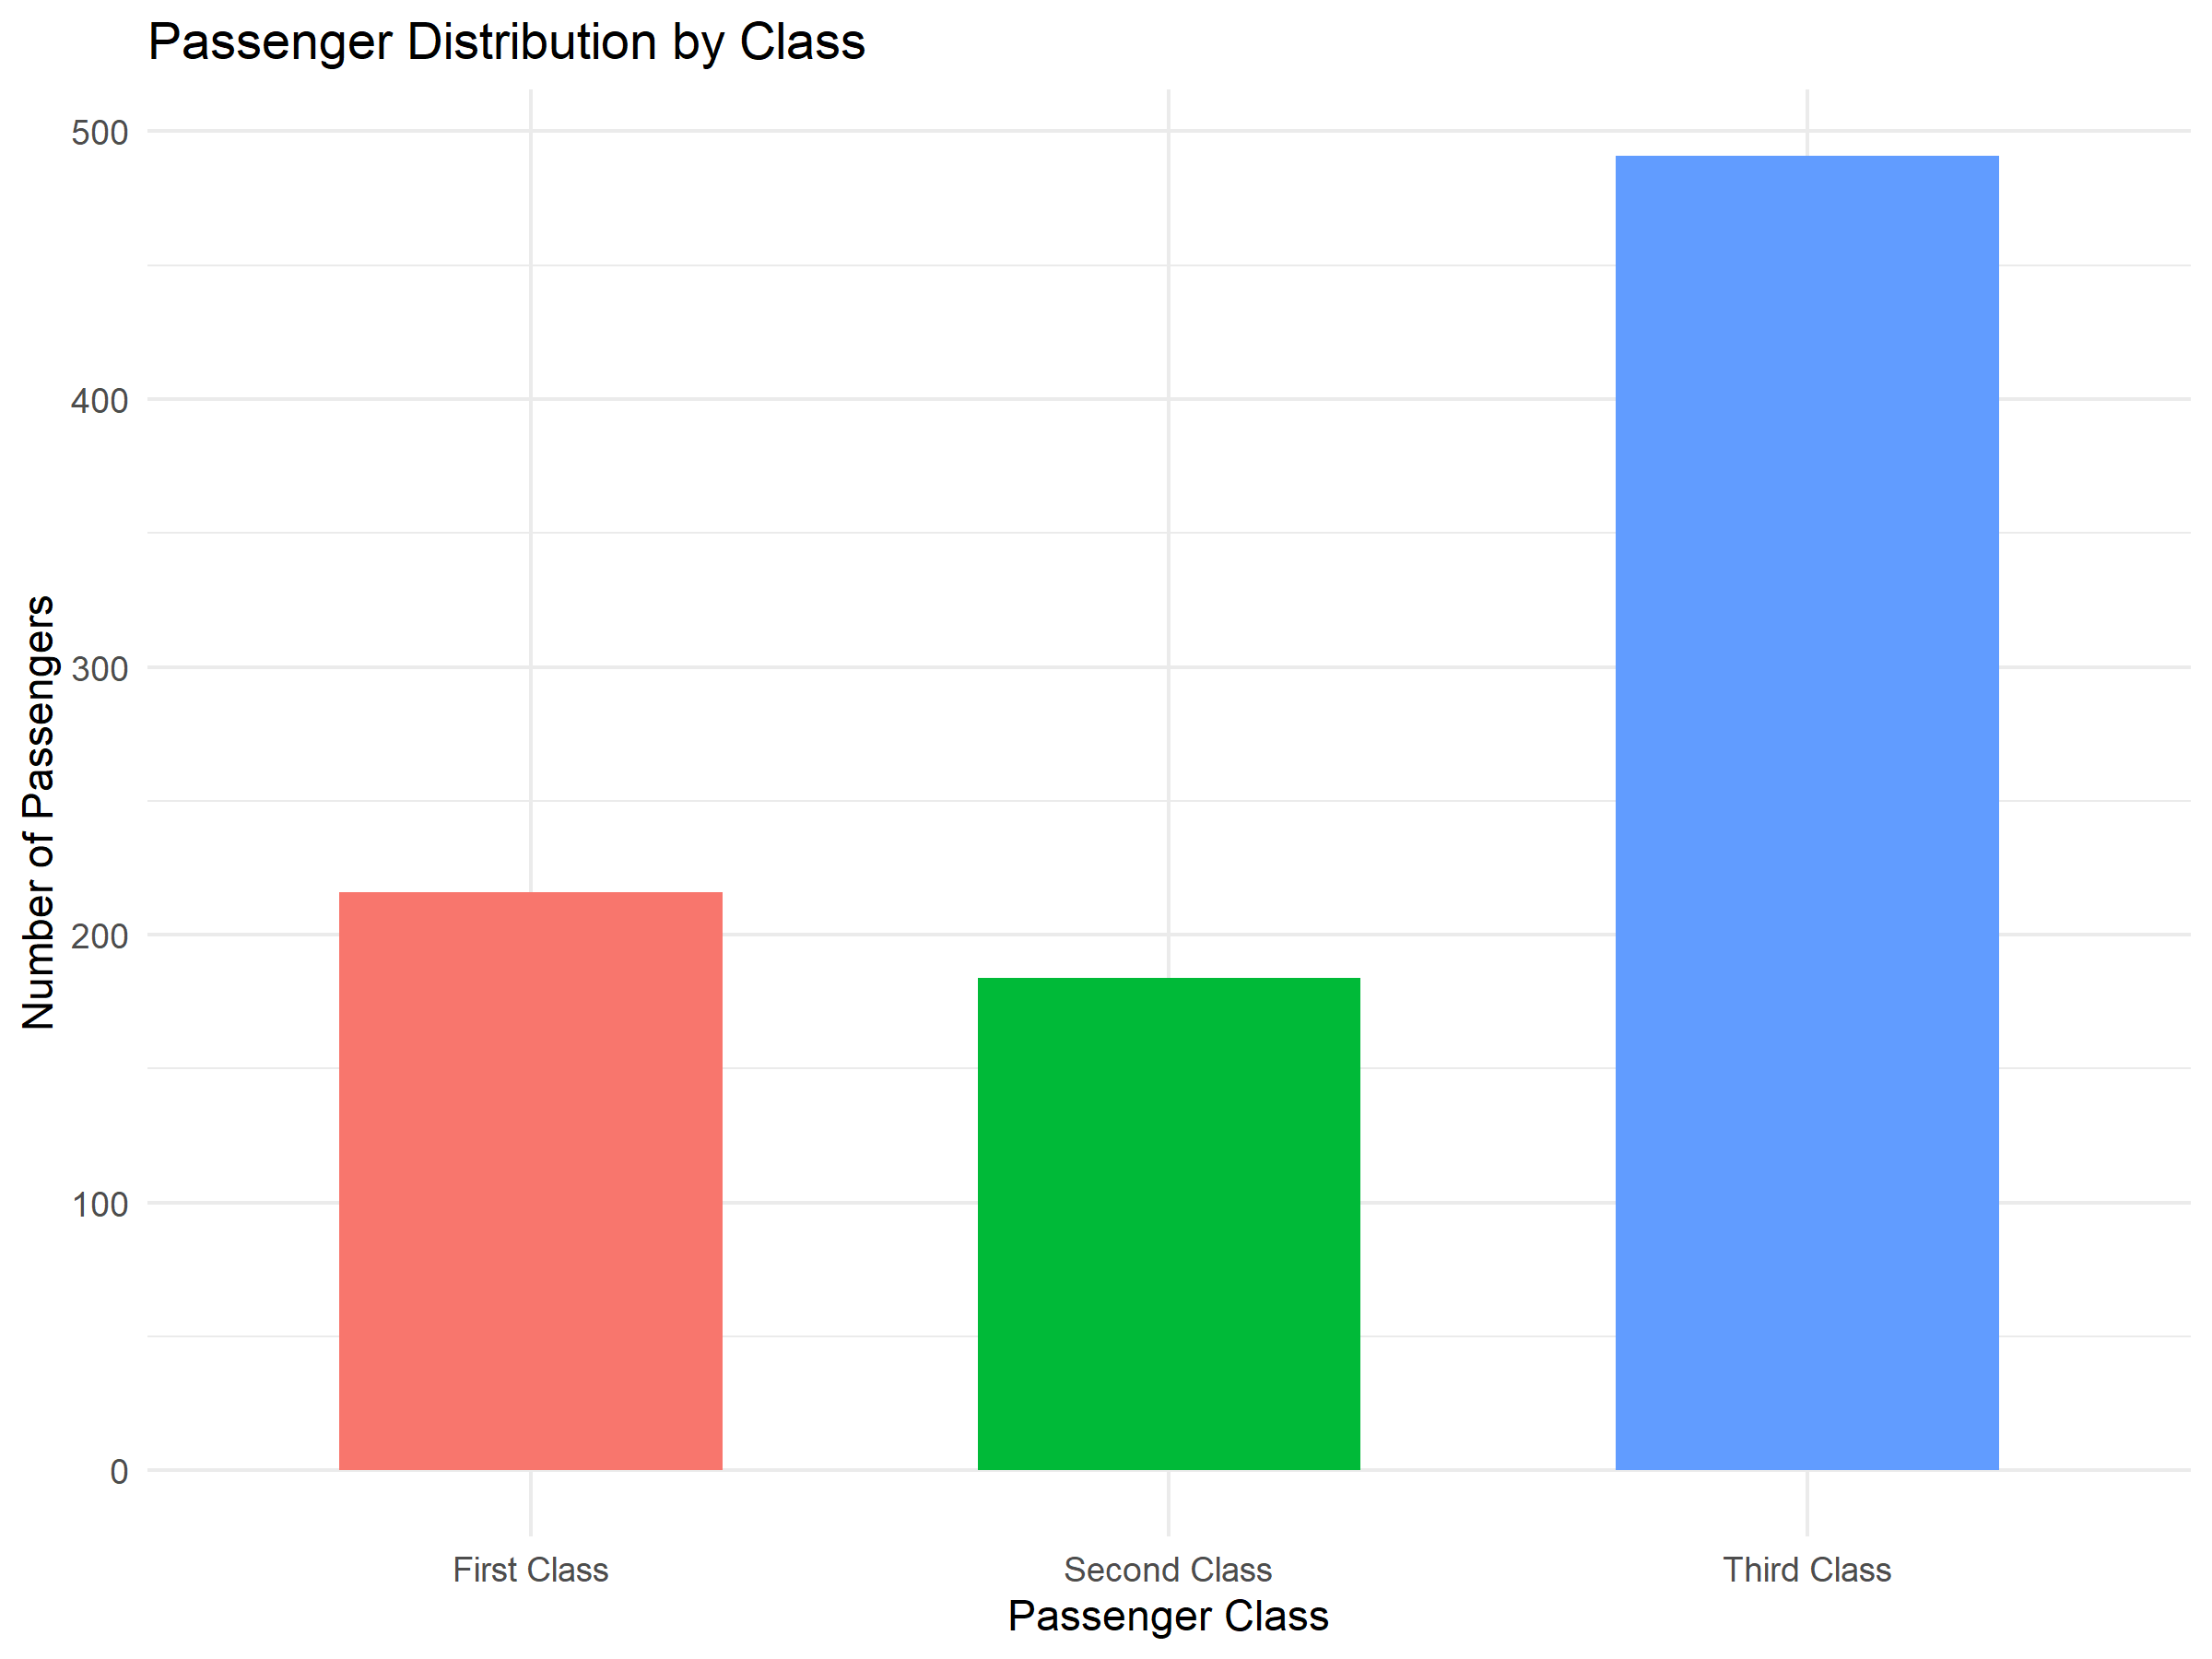 Passenger Distribution by Class
Number of Passengers
500
400
300
200
100
0
First Class Second Class Third Class
Passenger Class